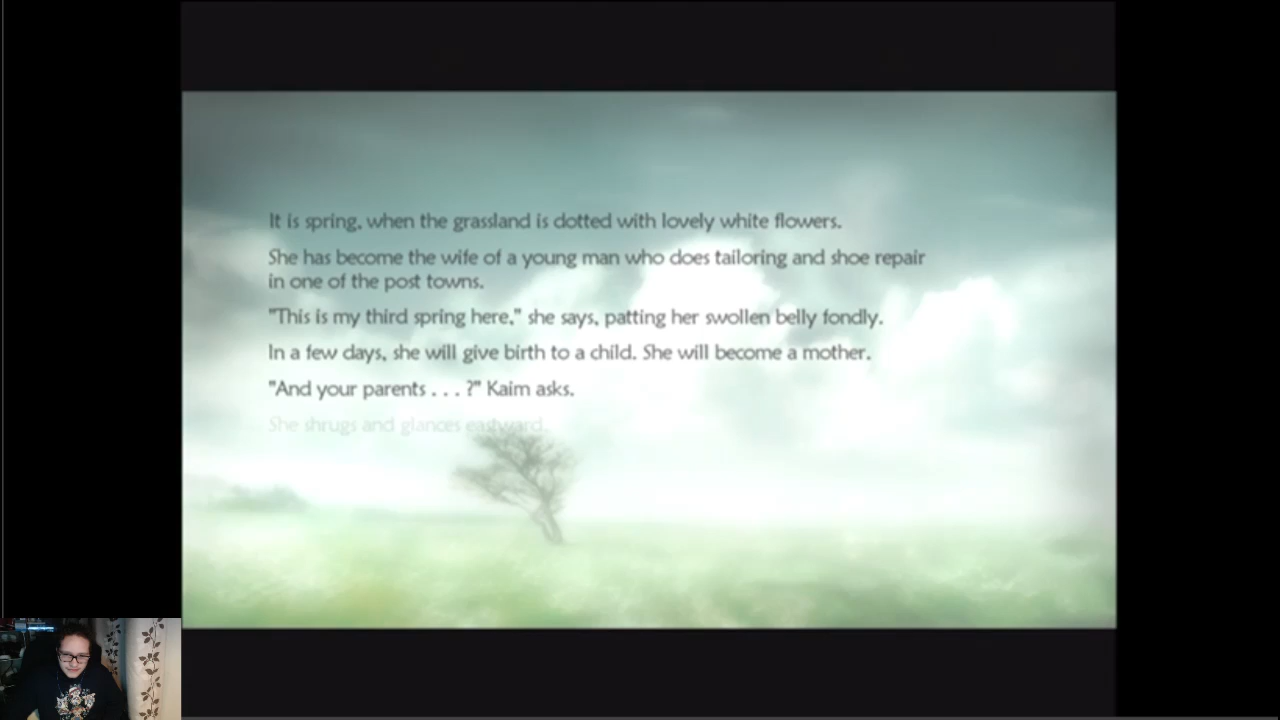 It is spring, when the grassland is dotted with lovely white flowers.
She has become the wife of a young man who does tailoring and shoe repair
in one of the post towns.
"This is my third spring here," she says, patting her swollen belly fondly.
In a few days, she will give birth to a child. She will become a mother.
"And your parents . . . ?" Kaim asks.
She shrugs and glances eastward.